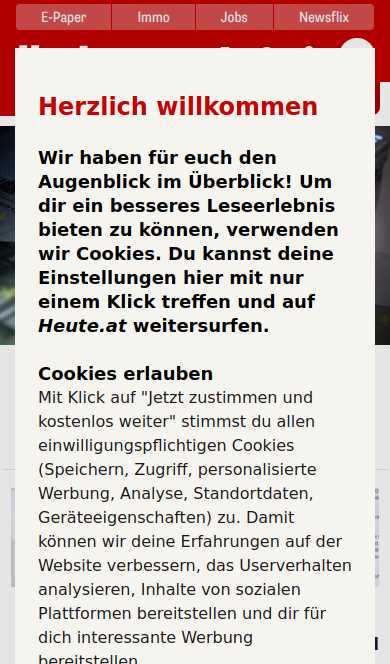 E-Paper
Immo
Jobs
Newsflix
Herzlich willkommen
Wir haben für euch den
Augenblick im Überblick! Um
dir ein besseres Leseerlebnis
bieten zu können, verwenden
wir Cookies. Du kannst deine
Einstellungen hier mit nur
einem Klick treffen und auf
Heute.at weitersurfen.
Cookies erlauben
Mit Klick auf "Jetzt zustimmen und
kostenlos weiter" stimmst du allen
einwilligungspflichtigen Cookies
(Speichern, Zugriff, personalisierte
Werbung, Analyse, Standortdaten,
Geräteeigenschaften) zu. Damit
können wir deine Erfahrungen auf der
Website verbessern, das Userverhalten
analysieren, Inhalte von sozialen
Plattformen bereitstellen und dir für
dich interessante Werbung
bereitstellen